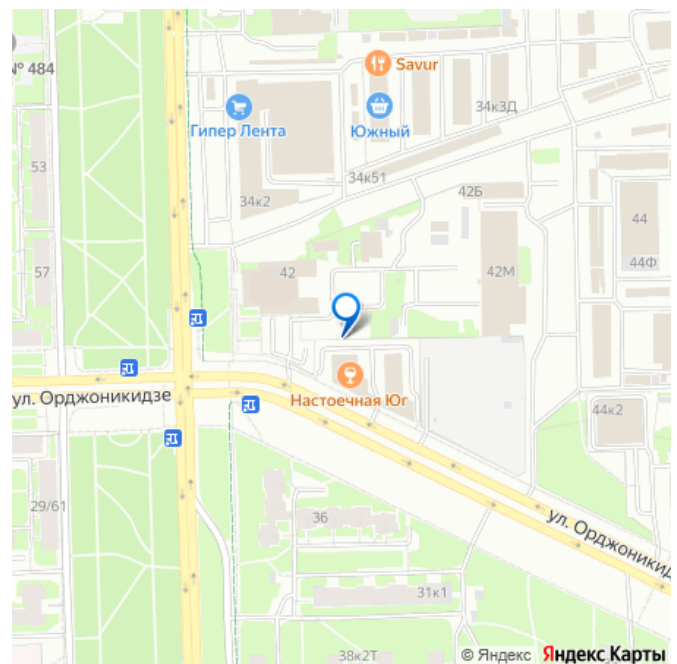 Savur
№ 484
34к3Д
Гипер Лента
Южный
53
34к51
42Б
34к2
44
57
42
42М
44Ф
ул. Орджоникидзе
Настоечная Юг
44к2
29/61
36
ул. Орджоникид
31к1
38к2Т
© Яндекс Яндекс Карты